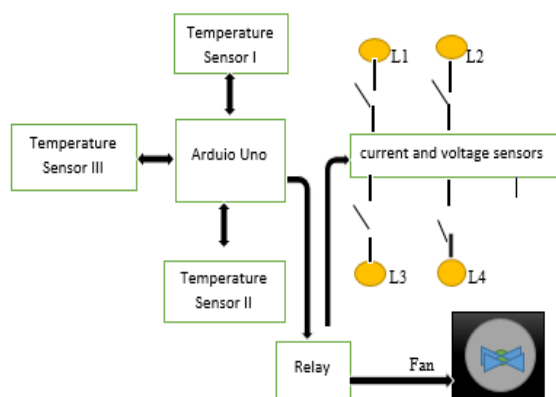 Temperature
Sensor I
L1
L2
Temperature
Sensor III
Arduio Uno
current and voltage sensors
Temperature
Sensor II
L3
L4
Relay
Fan